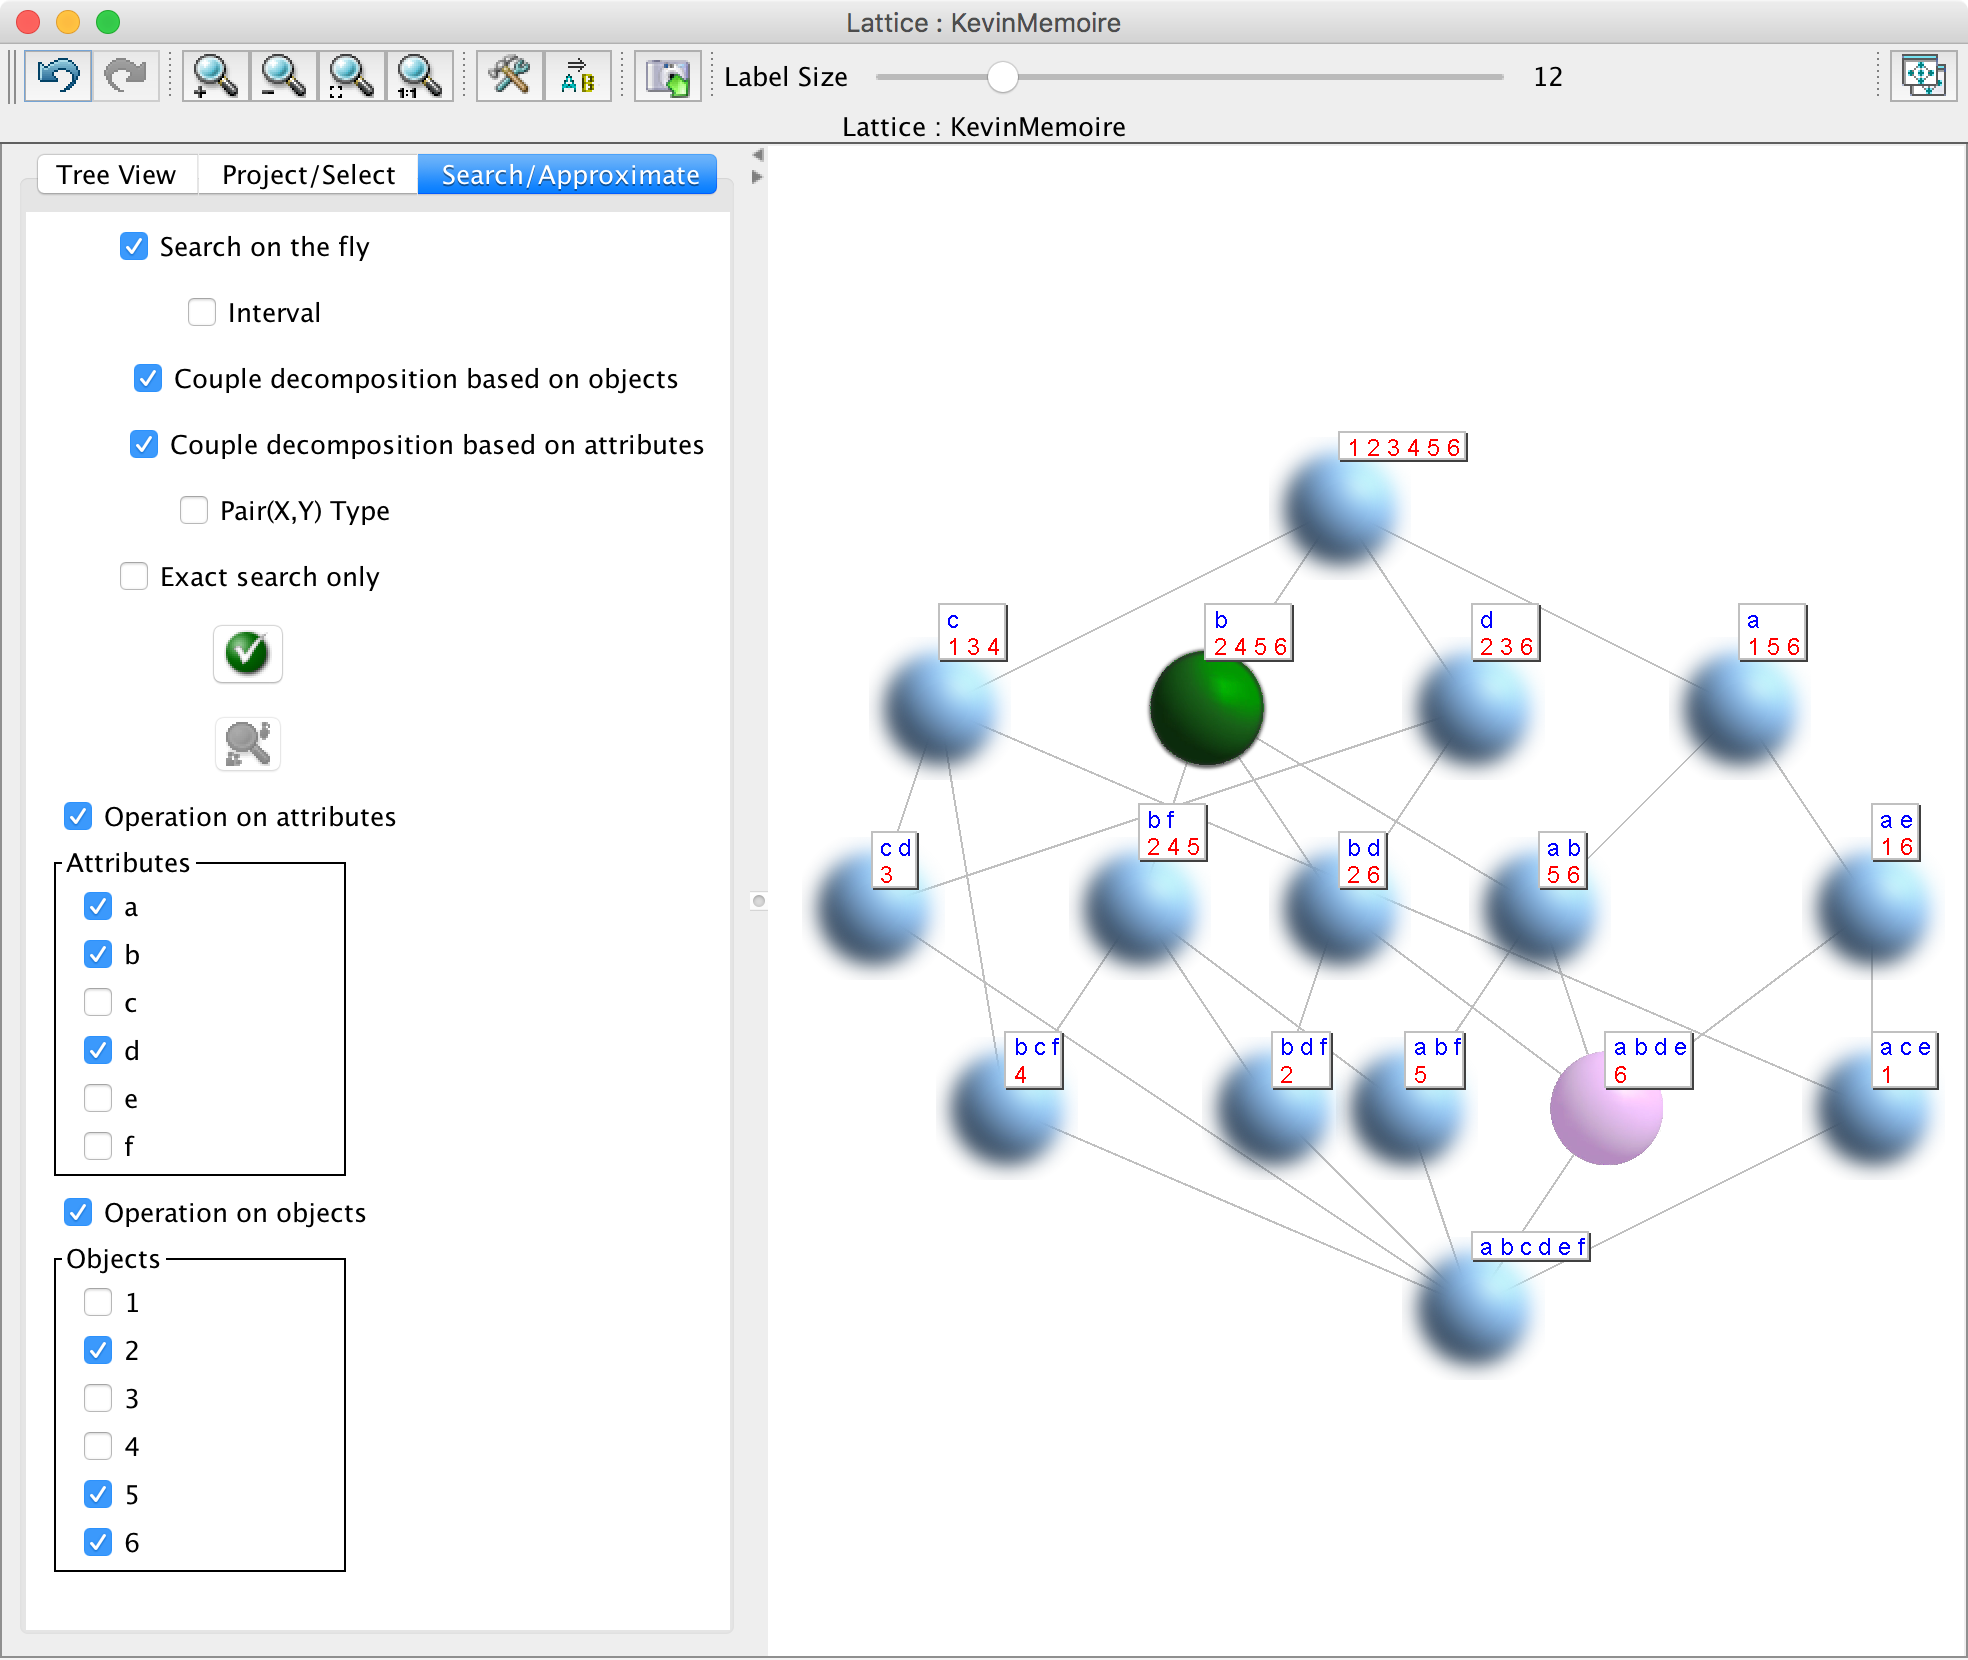 Lattice : KevinMemoire
1:1
A B
Label Size 12
Lattice : KevinMemoire
Tree View Project/Select Search/Approximate
Search on the fly
Interval
Couple decomposition based on objects
Couple decomposition based on attributes
Pair(X,Y) Type
Exact search only
Operation on attributes
Attributes
a
b
c
d
e
f
Operation on objects
Objects
1
2
3
4
5
6
1 2 3 4 5 6
c
1 3 4
b
2 4 5 6
d
2 3 6
a
1 5 6
c d
3
b f
2 4 5
b d
2 6
a b
5 6
a e
1 6
b c f
4
b d f
2
a b f
5
a b d e
6
a c e
1
a b c d e f